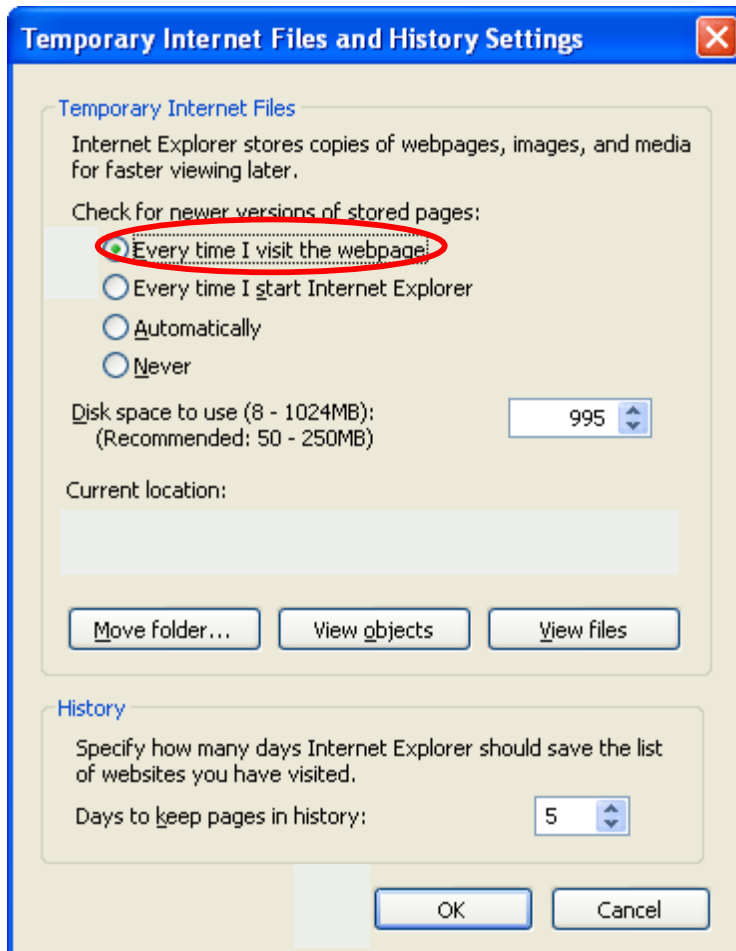 Temporary Internet Files and History Settings
Temporary Internet Files
Internet Explorer stores copies of webpages, images, and media
for faster viewing later.
Check for newer versions of stored pages:
Every time I visit the webpage
Every time I start Internet Explorer
Automatically
Never
Disk space to use (8 - 1024MB): 995
(Recommended: 50 - 250MB)
Current location:
Move folder... View objects View files
History
Specify how many days Internet Explorer should save the list
of websites you have visited.
Days to keep pages in history: 5
OK Cancel